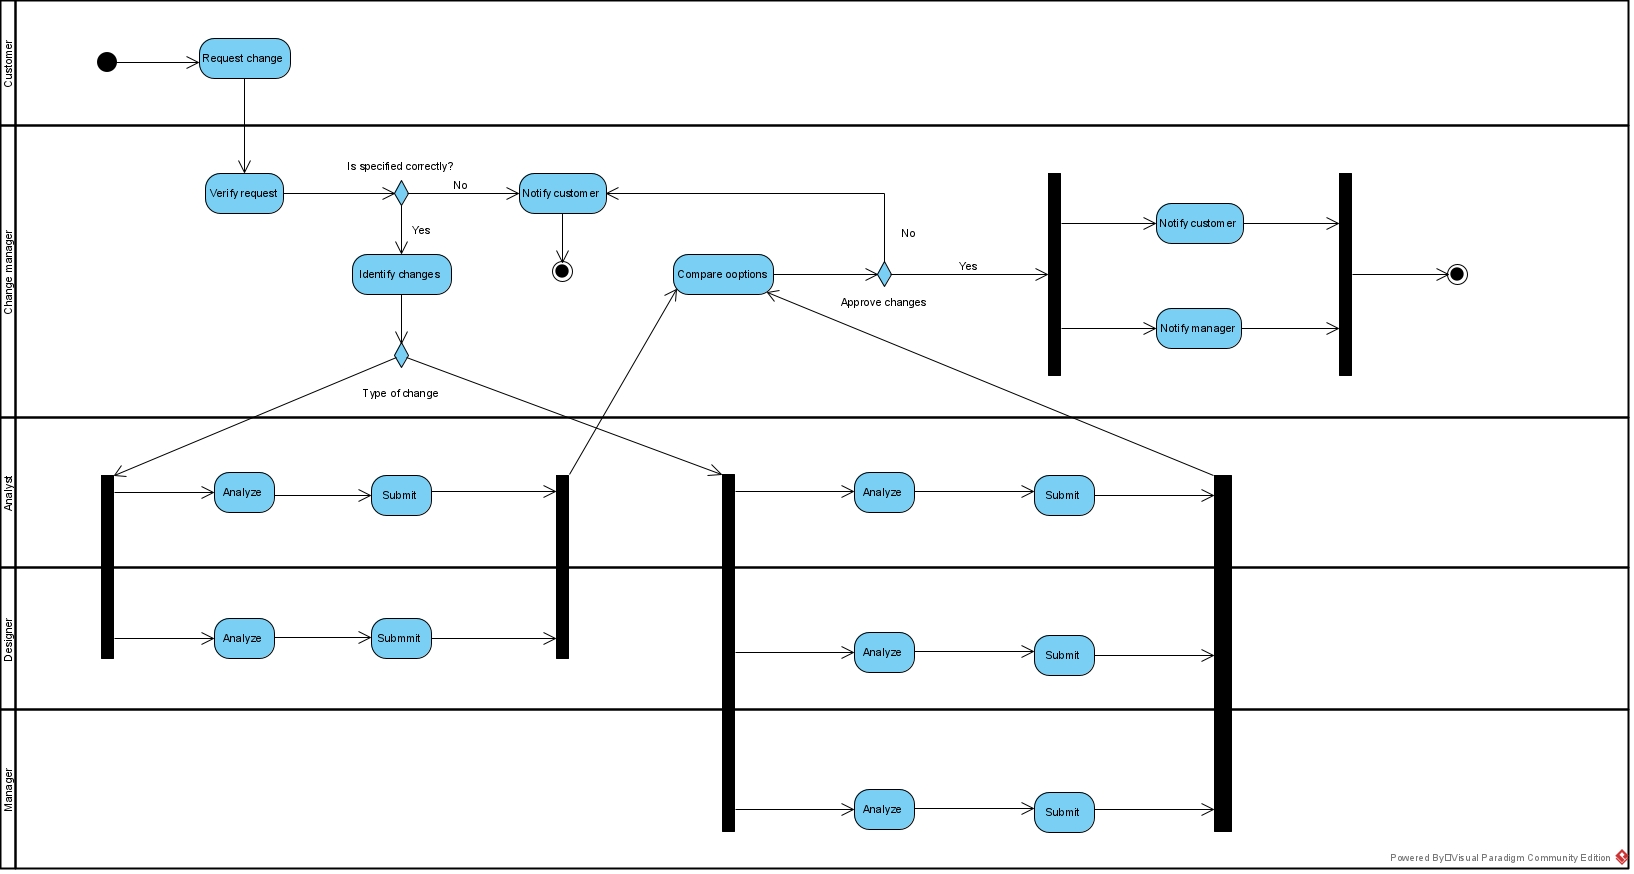 Customer
Request change
Change manager
Is specified correctly?
Verify request
No
Notify customer
Yes
Identify changes
Type of change
Compare ooptions
No
Yes
Approve changes
Notify customer
Notify manager
Analyst
Analyze
Submit
Analyze
Submit
Designer
Analyze
Submmit
Analyze
Submit
Manager
Analyze
Submit
Powered By Visual Paradigm Community Edition